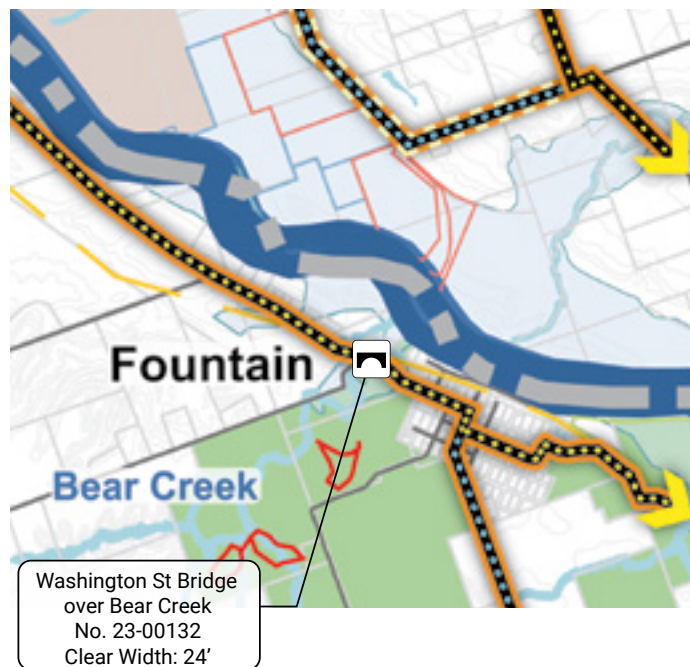 Fountain
Bear Creek
Washington St Bridge
over Bear Creek
No. 23-00132
Clear Width: 24’